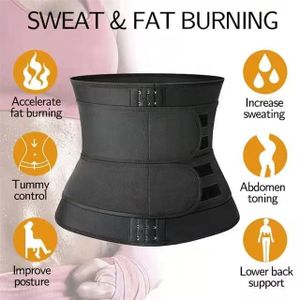 SWEAT & FAT BURNING
Accelerate
fat burning
Increase
sweating
Tummy
control
Abdomen
toning
Improve
posture
Lower back
support